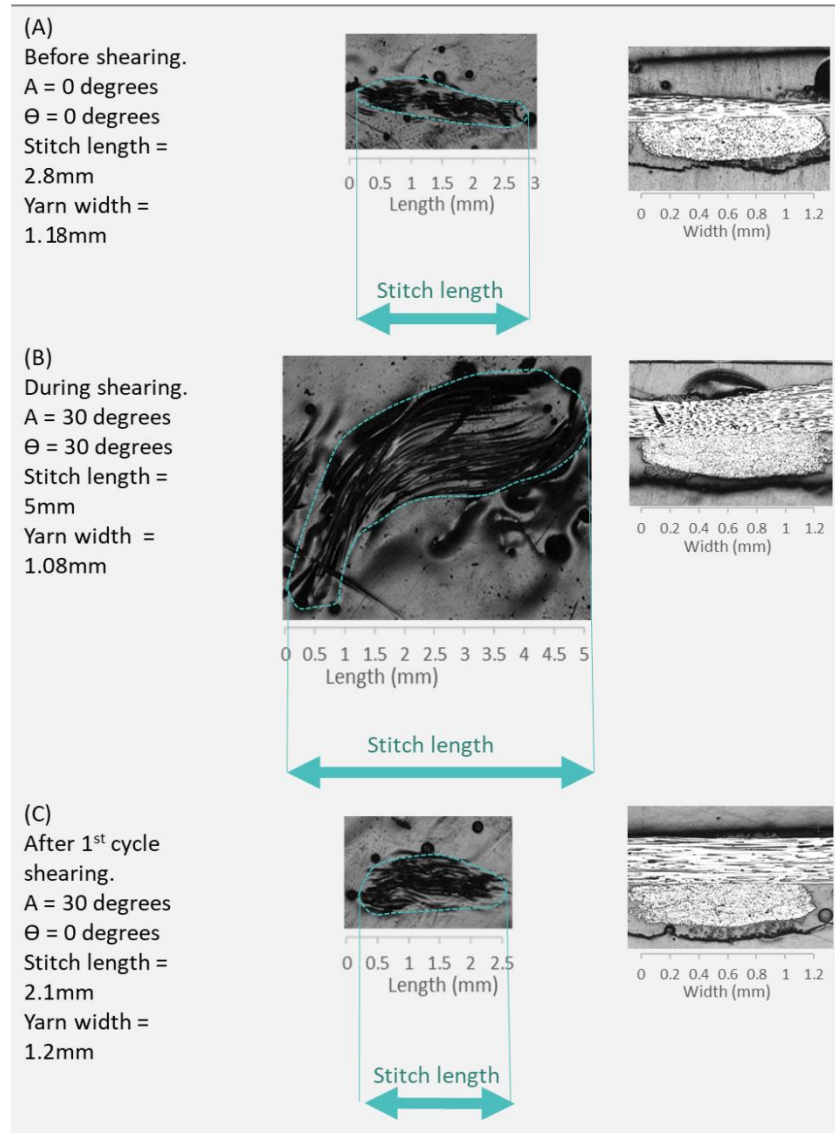 (A)
Before shearing.
A = 0 degrees
Ɵ = 0 degrees
Stitch length =
2.8mm
Yarn width =
1.18mm
0 0.5 1 1.5 2 2.5 3
Length (mm)
0 0.2 0.4 0.6 0.8 1 1.2
Width (mm)
Stitch length
(B)
During shearing.
A = 30 degrees
Ɵ = 30 degrees
Stitch length =
5mm
Yarn width =
1.08mm
0 0.5 1 1.5 2 2.5 3 3.5 4 4.5 5
Length (mm)
0 0.2 0.4 0.6 0.8 1 1.2
Width (mm)
Stitch length
(C)
After 1st cycle
shearing.
A = 30 degrees
Ɵ = 0 degrees
Stitch length =
2.1mm
Yarn width =
1.2mm
0 0.5 1 1.5 2 2.5
Length (mm)
0 0.2 0.4 0.6 0.8 1 1.2
Width (mm)
Stitch length